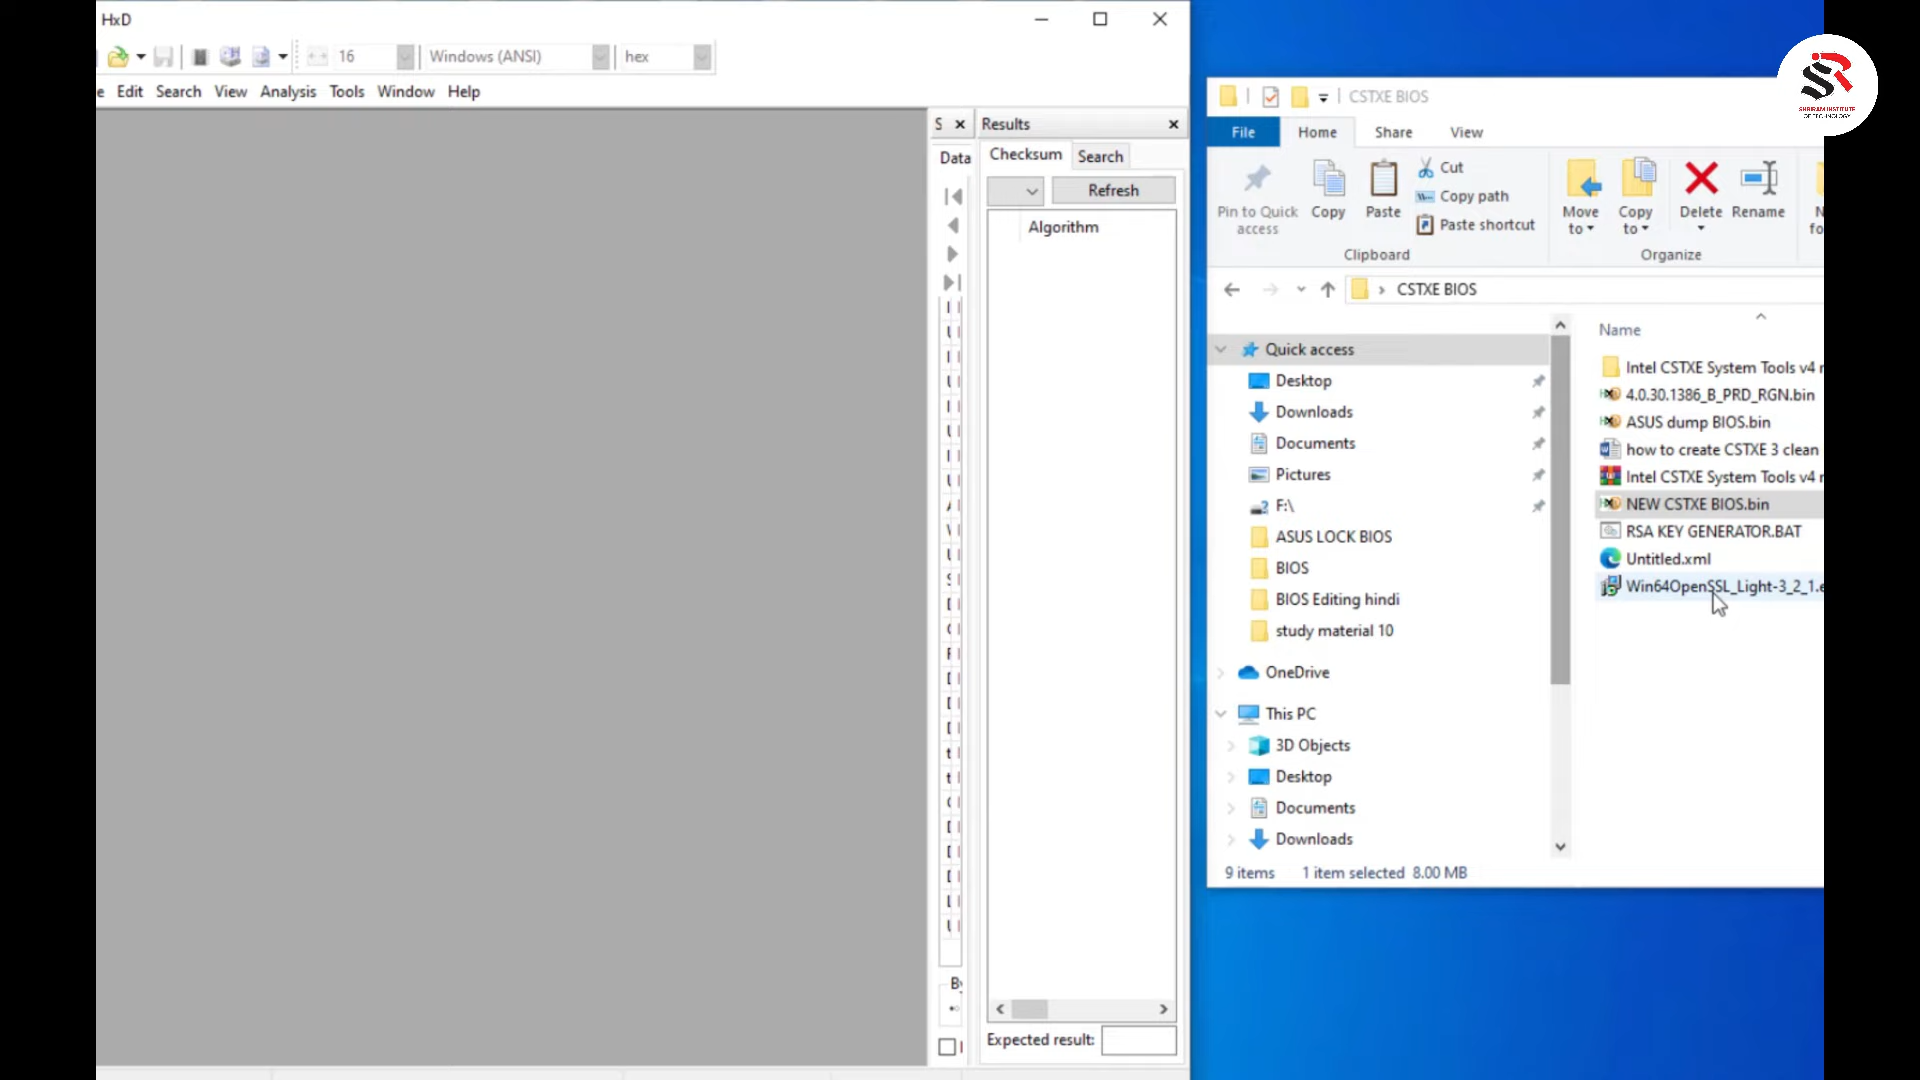 HxD
16
Windows (ANSI)
hex
Edit Search View Analysis Tools Window Help
S
Results
Data
Checksum
Search
Refresh
Algorithm
Expected result:
CSTXE BIOS
File
Home
Share
View
Pin to Quick access
Copy
Paste
Cut
Copy path
Paste shortcut
Move to
Copy to
Delete
Rename
Clipboard
Organize
CSTXE BIOS
Name
Quick access
Desktop
Downloads
Documents
Pictures
F:\
ASUS LOCK BIOS
BIOS
BIOS Editing hindi
study material 10
OneDrive
This PC
3D Objects
Desktop
Documents
Downloads
Intel CSTXE System Tools v4 r
4.0.30.1386_B_PRD_RGN.bin
ASUS dump BIOS.bin
how to create CSTXE 3 clean
Intel CSTXE System Tools v4 r
NEW CSTXE BIOS.bin
RSA KEY GENERATOR.BAT
Untitled.xml
Win64OpenSSL_Light-3_2_1.e
9 items
1 item selected 8.00 MB
SHRIRAM INSTITUTE
OF TECHNOLOGY